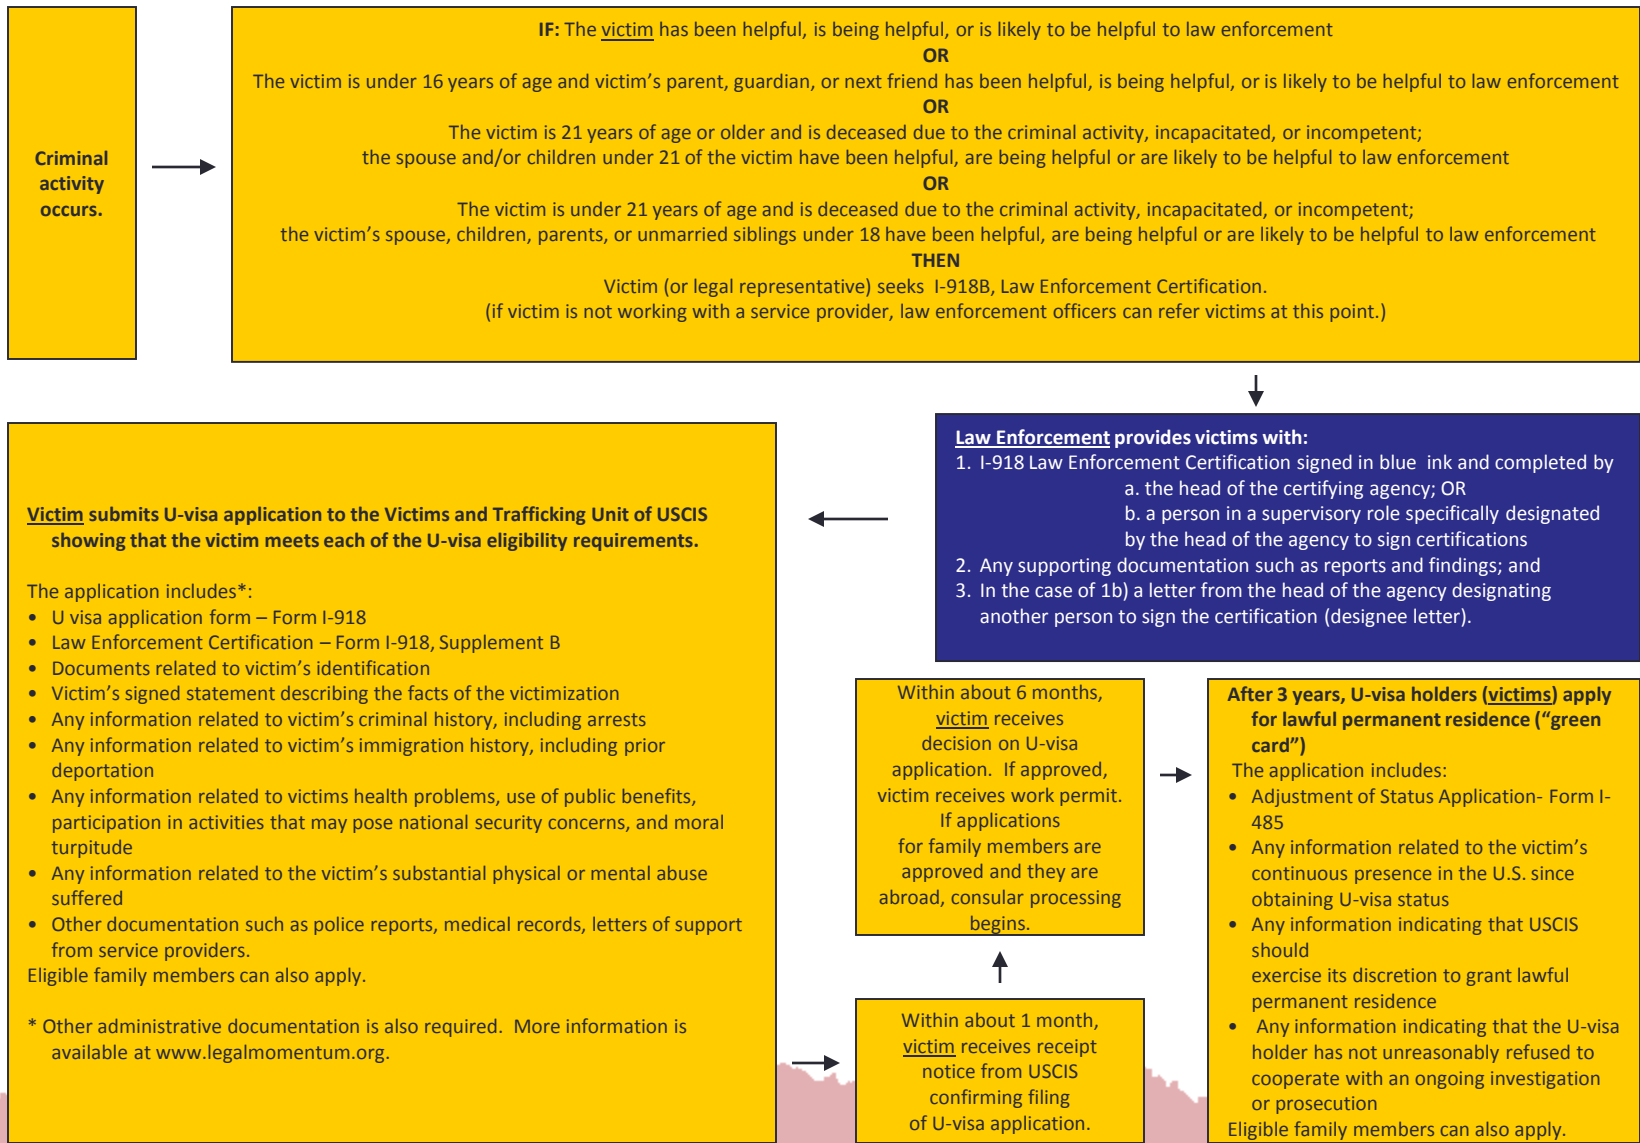 Criminal
activity
occurs.
IF: The victim has been helpful, is being helpful, or is likely to be helpful to law enforcement
OR
The victim is under 16 years of age and victim’s parent, guardian, or next friend has been helpful, is being helpful, or is likely to be helpful to law enforcement
OR
The victim is 21 years of age or older and is deceased due to the criminal activity, incapacitated, or incompetent;
the spouse and/or children under 21 of the victim have been helpful, are being helpful or are likely to be helpful to law enforcement
OR
The victim is under 21 years of age and is deceased due to the criminal activity, incapacitated, or incompetent;
the victim’s spouse, children, parents, or unmarried siblings under 18 have been helpful, are being helpful or are likely to be helpful to law enforcement
THEN
Victim (or legal representative) seeks I-918B, Law Enforcement Certification.
(if victim is not working with a service provider, law enforcement officers can refer victims at this point.)
Law Enforcement provides victims with:
1. I-918 Law Enforcement Certification signed in blue ink and completed by
a. the head of the certifying agency; OR
b. a person in a supervisory role specifically designated
by the head of the agency to sign certifications
2. Any supporting documentation such as reports and findings; and
3. In the case of 1b) a letter from the head of the agency designating
another person to sign the certification (designee letter).
Victim submits U-visa application to the Victims and Trafficking Unit of USCIS
showing that the victim meets each of the U-visa eligibility requirements.
The application includes*:
• U visa application form – Form I-918
• Law Enforcement Certification – Form I-918, Supplement B
• Documents related to victim’s identification
• Victim’s signed statement describing the facts of the victimization
• Any information related to victim’s criminal history, including arrests
• Any information related to victim’s immigration history, including prior
deportation
• Any information related to victims health problems, use of public benefits,
participation in activities that may pose national security concerns, and moral
turpitude
• Any information related to the victim’s substantial physical or mental abuse
suffered
• Other documentation such as police reports, medical records, letters of support
from service providers.
Eligible family members can also apply.
* Other administrative documentation is also required. More information is
available at www.legalmomentum.org.
Within about 1 month,
victim receives receipt
notice from USCIS
confirming filing
of U-visa application.
Within about 6 months,
victim receives
decision on U-visa
application. If approved,
victim receives work permit.
If applications
for family members are
approved and they are
abroad, consular processing
begins.
After 3 years, U-visa holders (victims) apply
for lawful permanent residence (“green
card”)
The application includes:
• Adjustment of Status Application- Form I-
485
• Any information related to the victim’s
continuous presence in the U.S. since
obtaining U-visa status
• Any information indicating that USCIS
should
exercise its discretion to grant lawful
permanent residence
• Any information indicating that the U-visa
holder has not unreasonably refused to
cooperate with an ongoing investigation
or prosecution
Eligible family members can also apply.